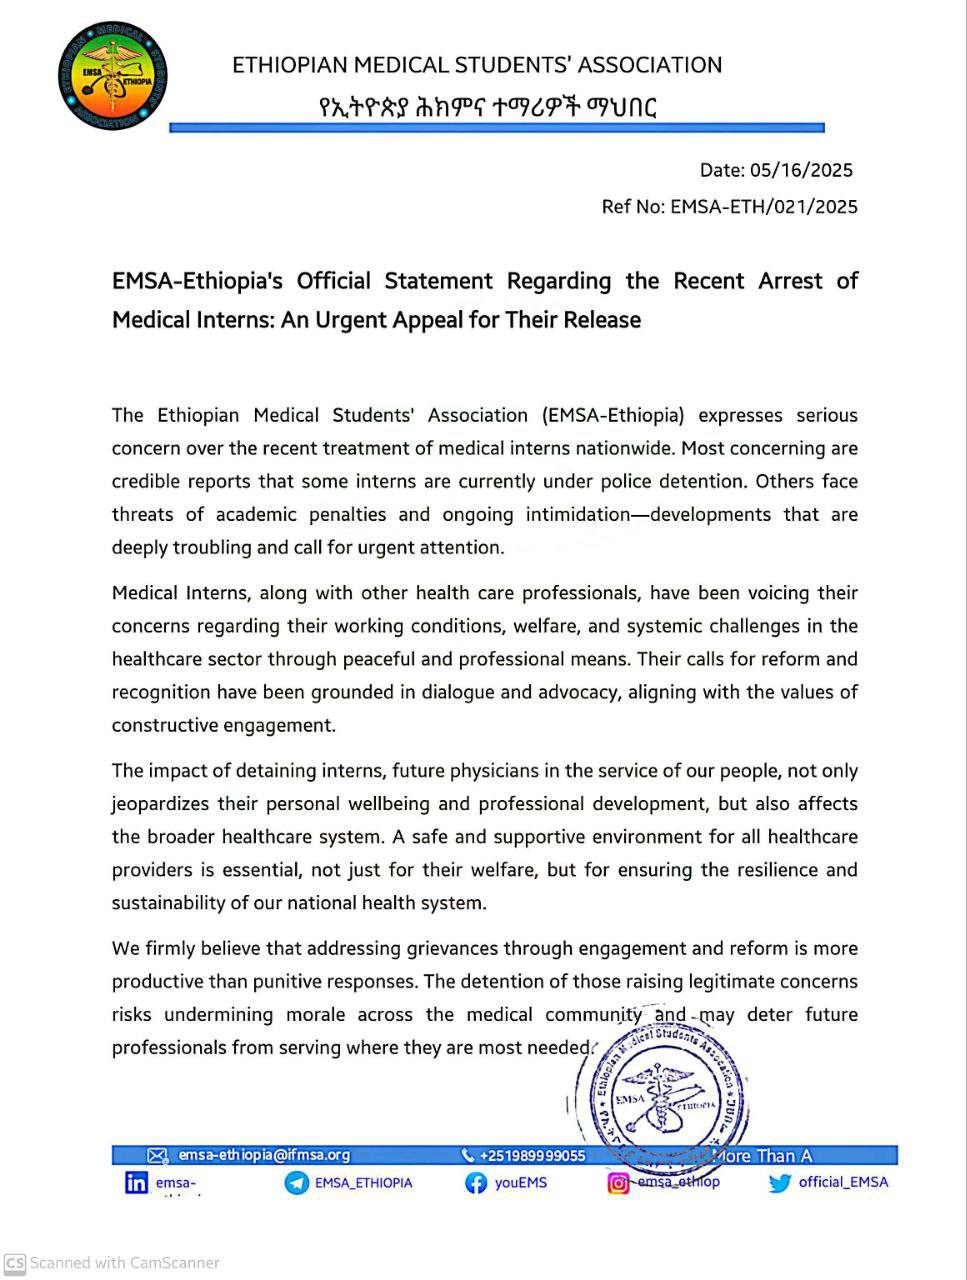 ETHIOPIAN MEDICAL STUDENTS' ASSOCIATION
የኢትዮጵያ ሕክምና ተማሪዎች ማህበር
ETHIOPIAN MEDICAL STUDENTS
ASSOCIATION
EMSA ETHIOPIA
Date: 05/16/2025
Ref No: EMSA-ETH/021/2025
EMSA-Ethiopia's Official Statement Regarding the Recent Arrest of
Medical Interns: An Urgent Appeal for Their Release
The Ethiopian Medical Students' Association (EMSA-Ethiopia) expresses serious
concern over the recent treatment of medical interns nationwide. Most concerning are
credible reports that some interns are currently under police detention. Others face
threats of academic penalties and ongoing intimidation—developments that are
deeply troubling and call for urgent attention.
Medical Interns, along with other health care professionals, have been voicing their
concerns regarding their working conditions, welfare, and systemic challenges in the
healthcare sector through peaceful and professional means. Their calls for reform and
recognition have been grounded in dialogue and advocacy, aligning with the values of
constructive engagement.
The impact of detaining interns, future physicians in the service of our people, not only
jeopardizes their personal wellbeing and professional development, but also affects
the broader healthcare system. A safe and supportive environment for all healthcare
providers is essential, not just for their welfare, but for ensuring the resilience and
sustainability of our national health system.
We firmly believe that addressing grievances through engagement and reform is more
productive than punitive responses. The detention of those raising legitimate concerns
risks undermining morale across the medical community and may deter future
professionals from serving where they are most needed.
Ethiopian Medical Students Association
EMSA ETHIOPIA
emsa-ethiopia@ifmsa.org +251989999055 More Than A
emsa- EMSA_ETHIOPIA youEMS emsa_ethiop official_EMSA
CS Scanned with CamScanner